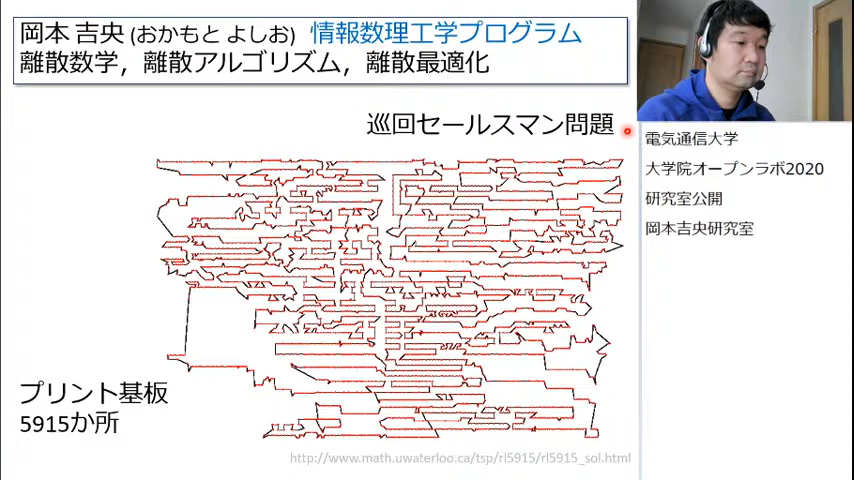 岡本 吉央 (おかもと よしお) 情報数理工学プログラム
離散数学，離散アルゴリズム，離散最適化
巡回セールスマン問題
プリント基板
5915か所
http://www.math.uwaterloo.ca/tsp/rl5915/rl5915_sol.html
電気通信大学
大学院オープンラボ2020
研究室公開
岡本吉央研究室